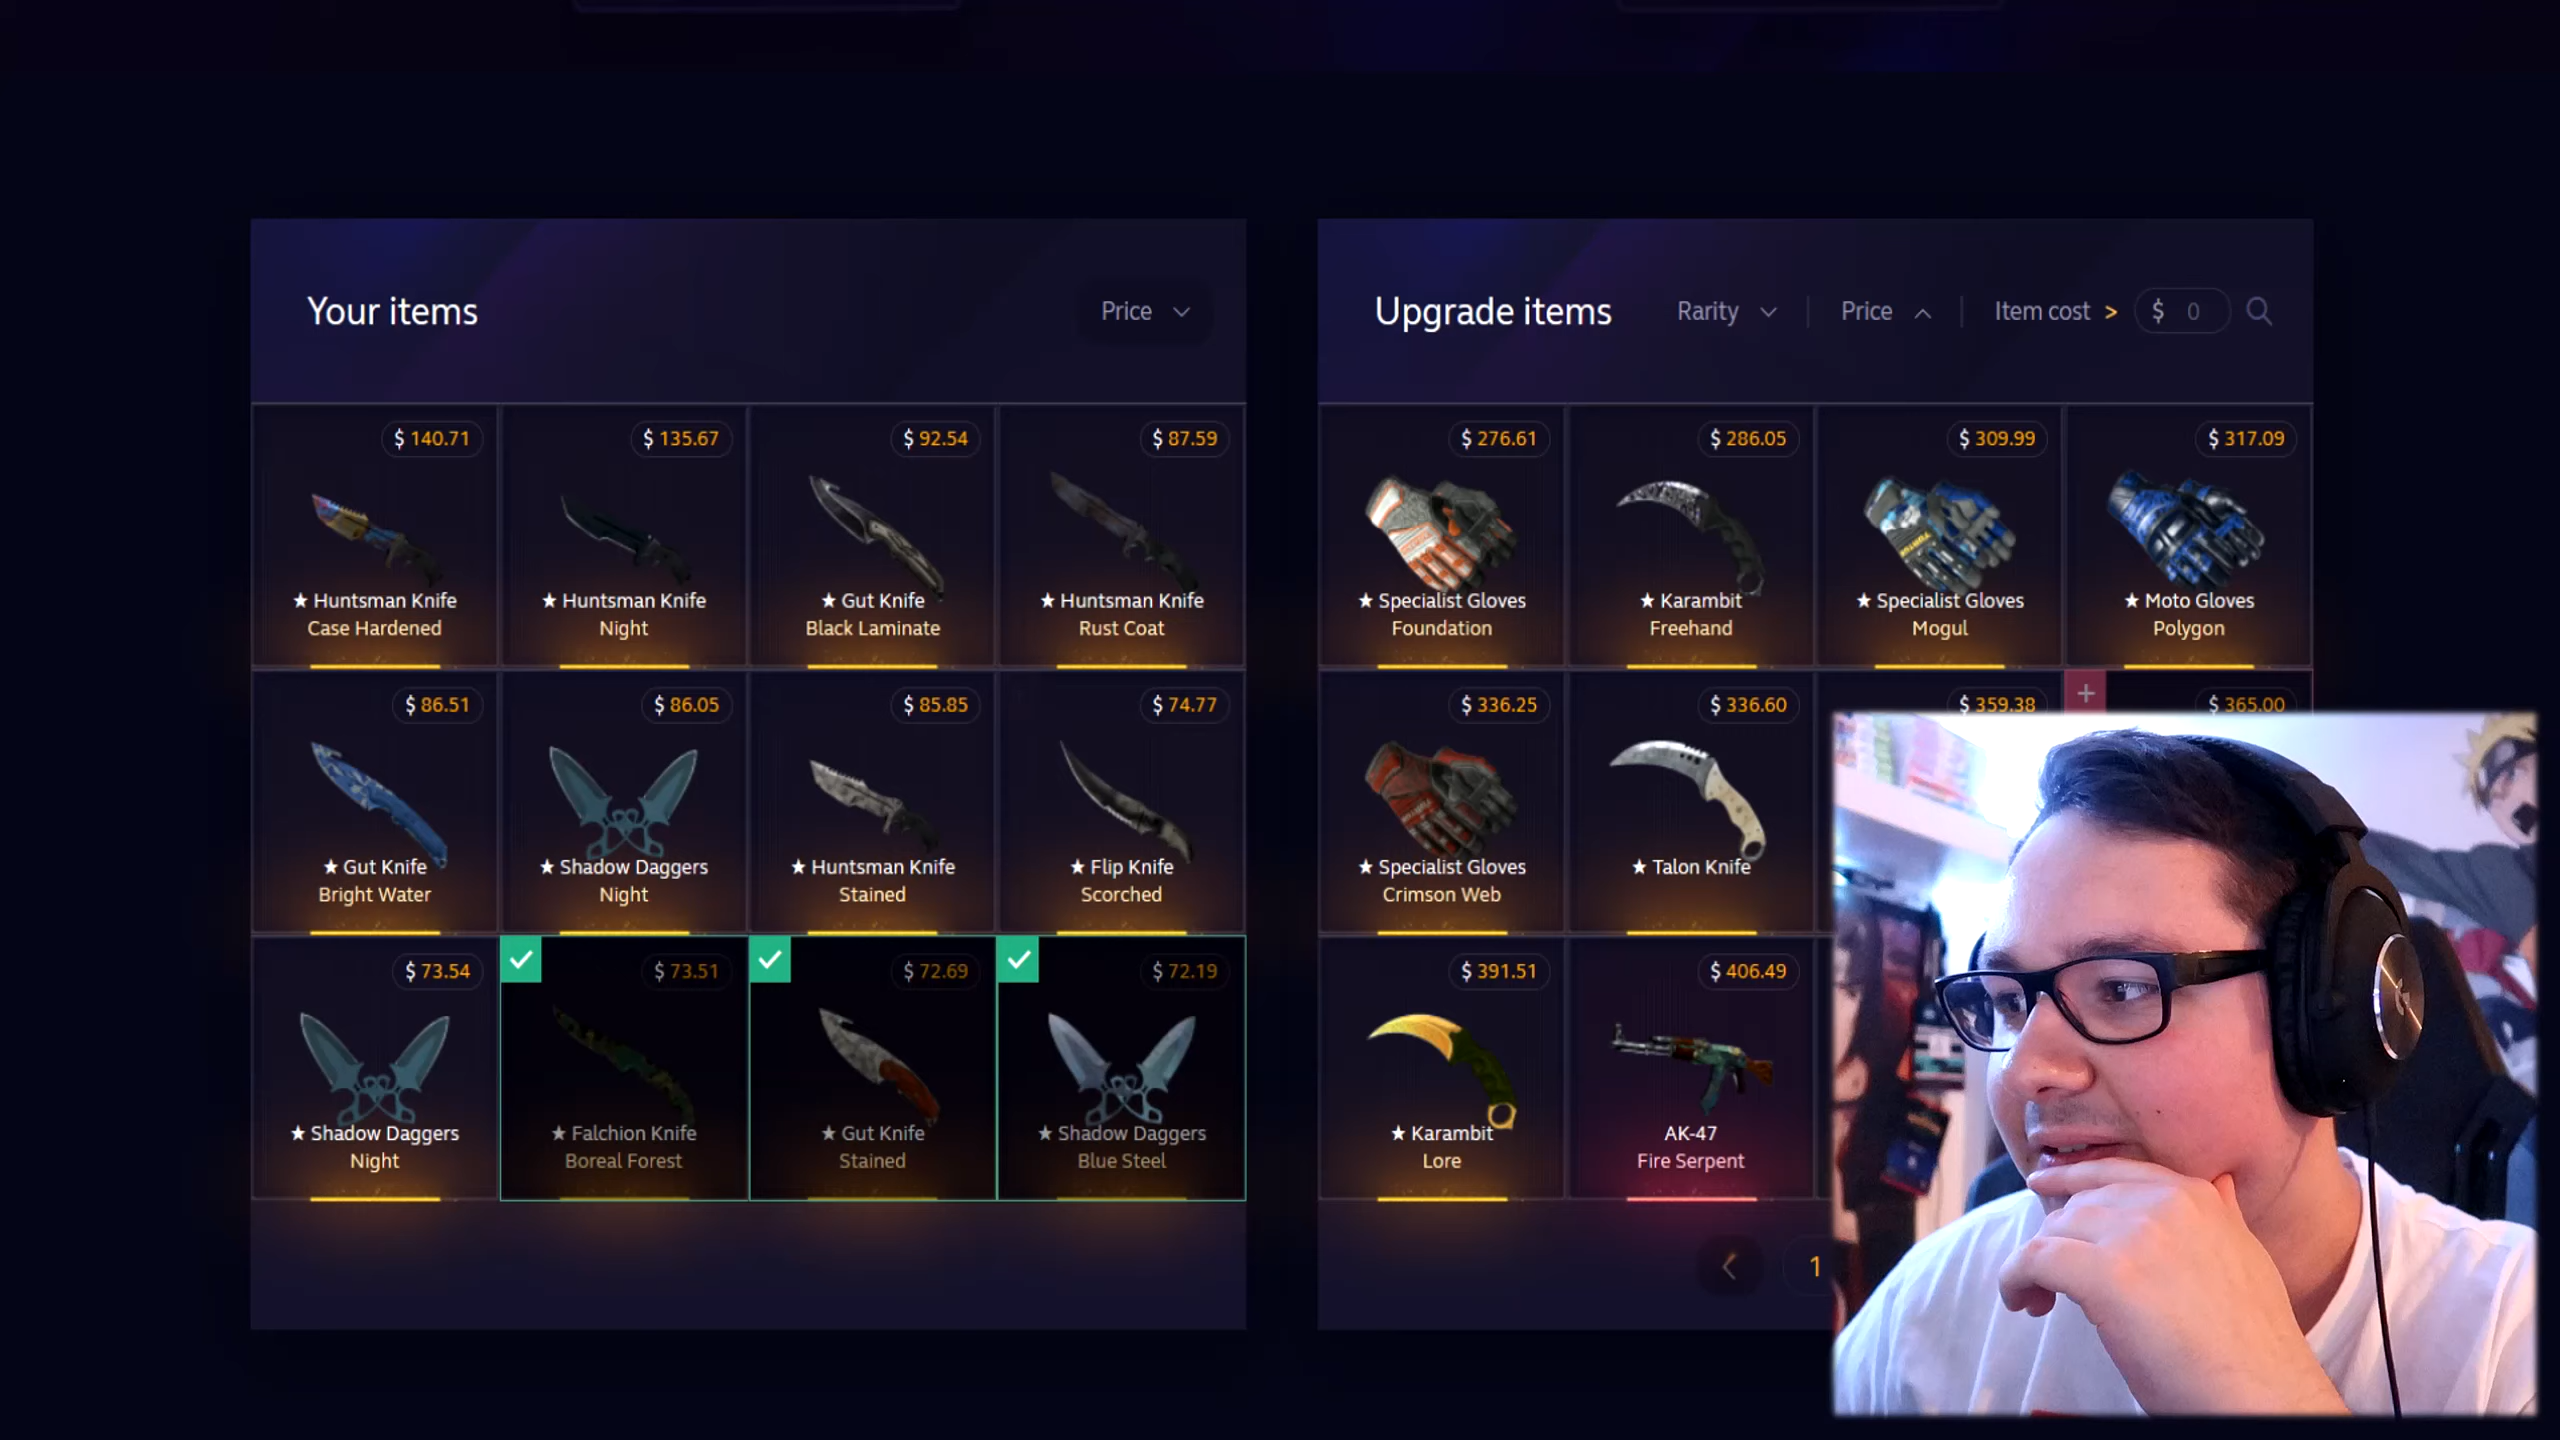 Your items
Price
Upgrade items
Rarity
Price
Item cost >
$ 0
$ 140.71
$ 135.67
$ 92.54
$ 87.59
★ Huntsman Knife
Case Hardened
★ Huntsman Knife
Night
★ Gut Knife
Black Laminate
★ Huntsman Knife
Rust Coat
$ 86.51
$ 86.05
$ 85.85
$ 74.77
★ Gut Knife
Bright Water
★ Shadow Daggers
Night
★ Huntsman Knife
Stained
★ Flip Knife
Scorched
$ 73.54
$ 73.51
$ 72.69
$ 72.19
★ Shadow Daggers
Night
★ Falchion Knife
Boreal Forest
★ Gut Knife
Stained
★ Shadow Daggers
Blue Steel
$ 276.61
$ 286.05
$ 309.99
$ 317.09
★ Specialist Gloves
Foundation
★ Karambit
Freehand
★ Specialist Gloves
Mogul
★ Moto Gloves
Polygon
$ 336.25
$ 336.60
$ 359.38
+
$ 365.00
★ Specialist Gloves
Crimson Web
★ Talon Knife
$ 391.51
$ 406.49
★ Karambit
Lore
AK-47
Fire Serpent
1